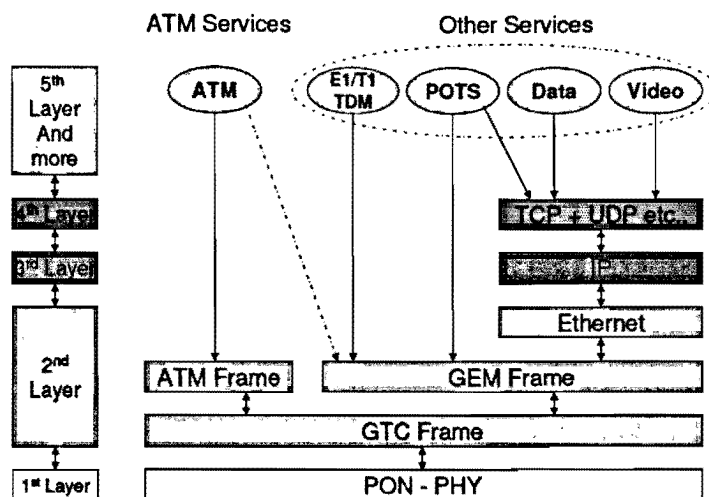 ATM Services
Other Services
5th
Layer
And
more
ATM
E1/T1
TDM
POTS
Data
Video
4th Layer
TCP + UDP etc..
3rd Layer
IP
2nd
Layer
Ethernet
ATM Frame
GEM Frame
GTC Frame
1st Layer
PON - PHY